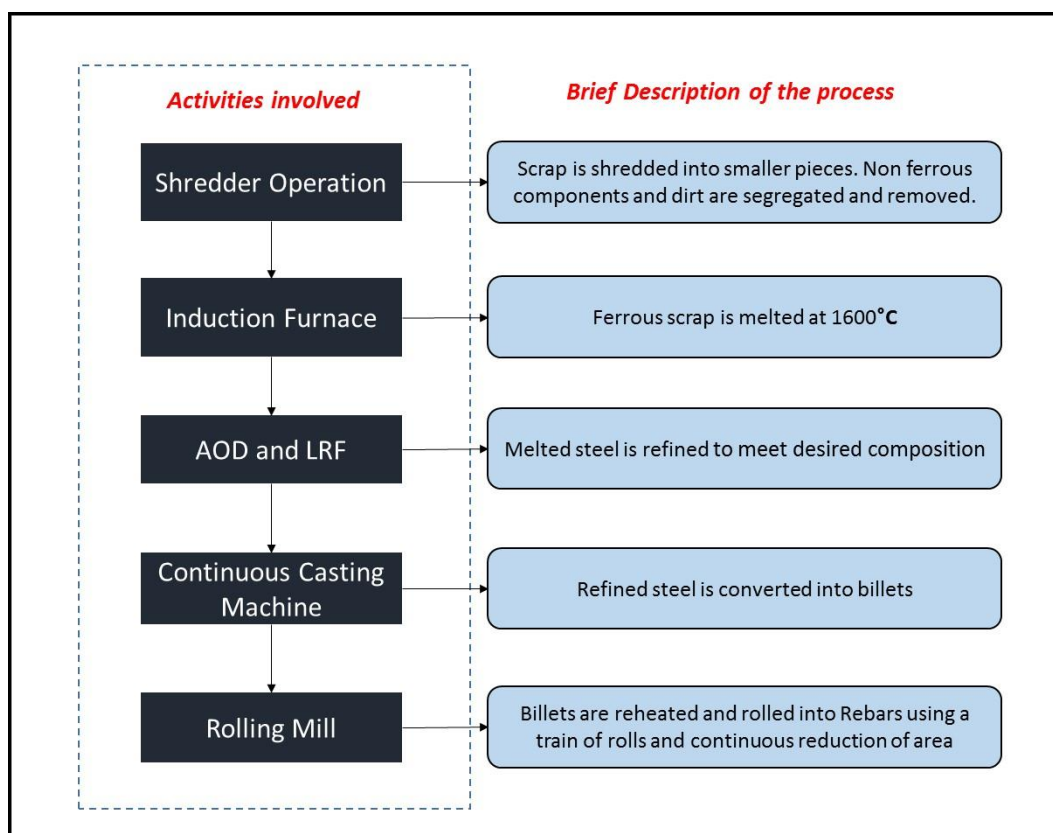 Activities involved
Brief Description of the process
Shredder Operation
Scrap is shredded into smaller pieces. Non ferrous
components and dirt are segregated and removed.
Induction Furnace
Ferrous scrap is melted at 1600°C
AOD and LRF
Melted steel is refined to meet desired composition
Continuous Casting
Machine
Refined steel is converted into billets
Rolling Mill
Billets are reheated and rolled into Rebars using a
train of rolls and continuous reduction of area